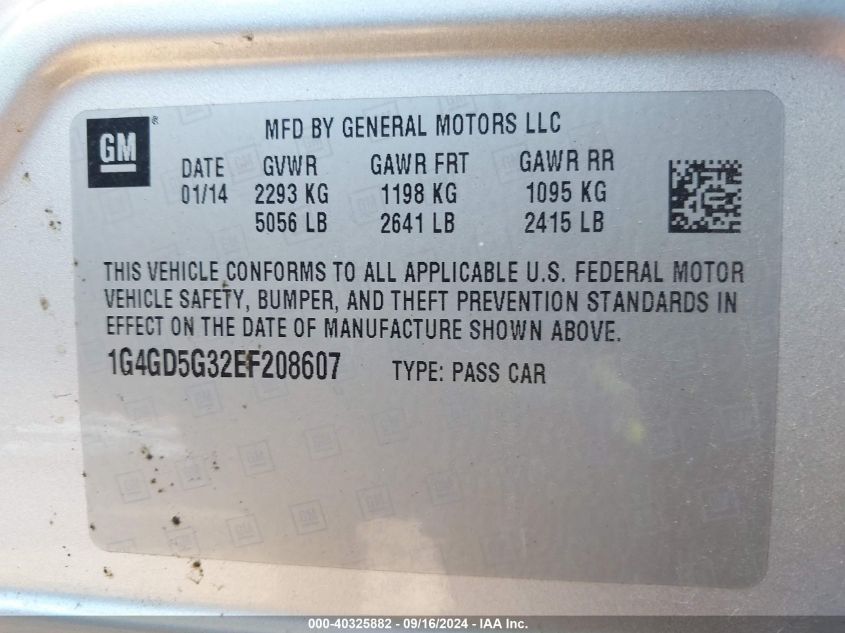 GM ® MFD BY GENERAL MOTORS LLC
DATE GVWR GAWR FRT GAWR RR
01/14 2293 KG 1198 KG 1095 KG
5056 LB 2641 LB 2415 LB
THIS VEHICLE CONFORMS TO ALL APPLICABLE U.S. FEDERAL MOTOR
VEHICLE SAFETY, BUMPER, AND THEFT PREVENTION STANDARDS IN
EFFECT ON THE DATE OF MANUFACTURE SHOWN ABOVE.
1G4GD5G32EF208607 TYPE: PASS CAR
000-40325882 - 09/16/2024 - IAA Inc.